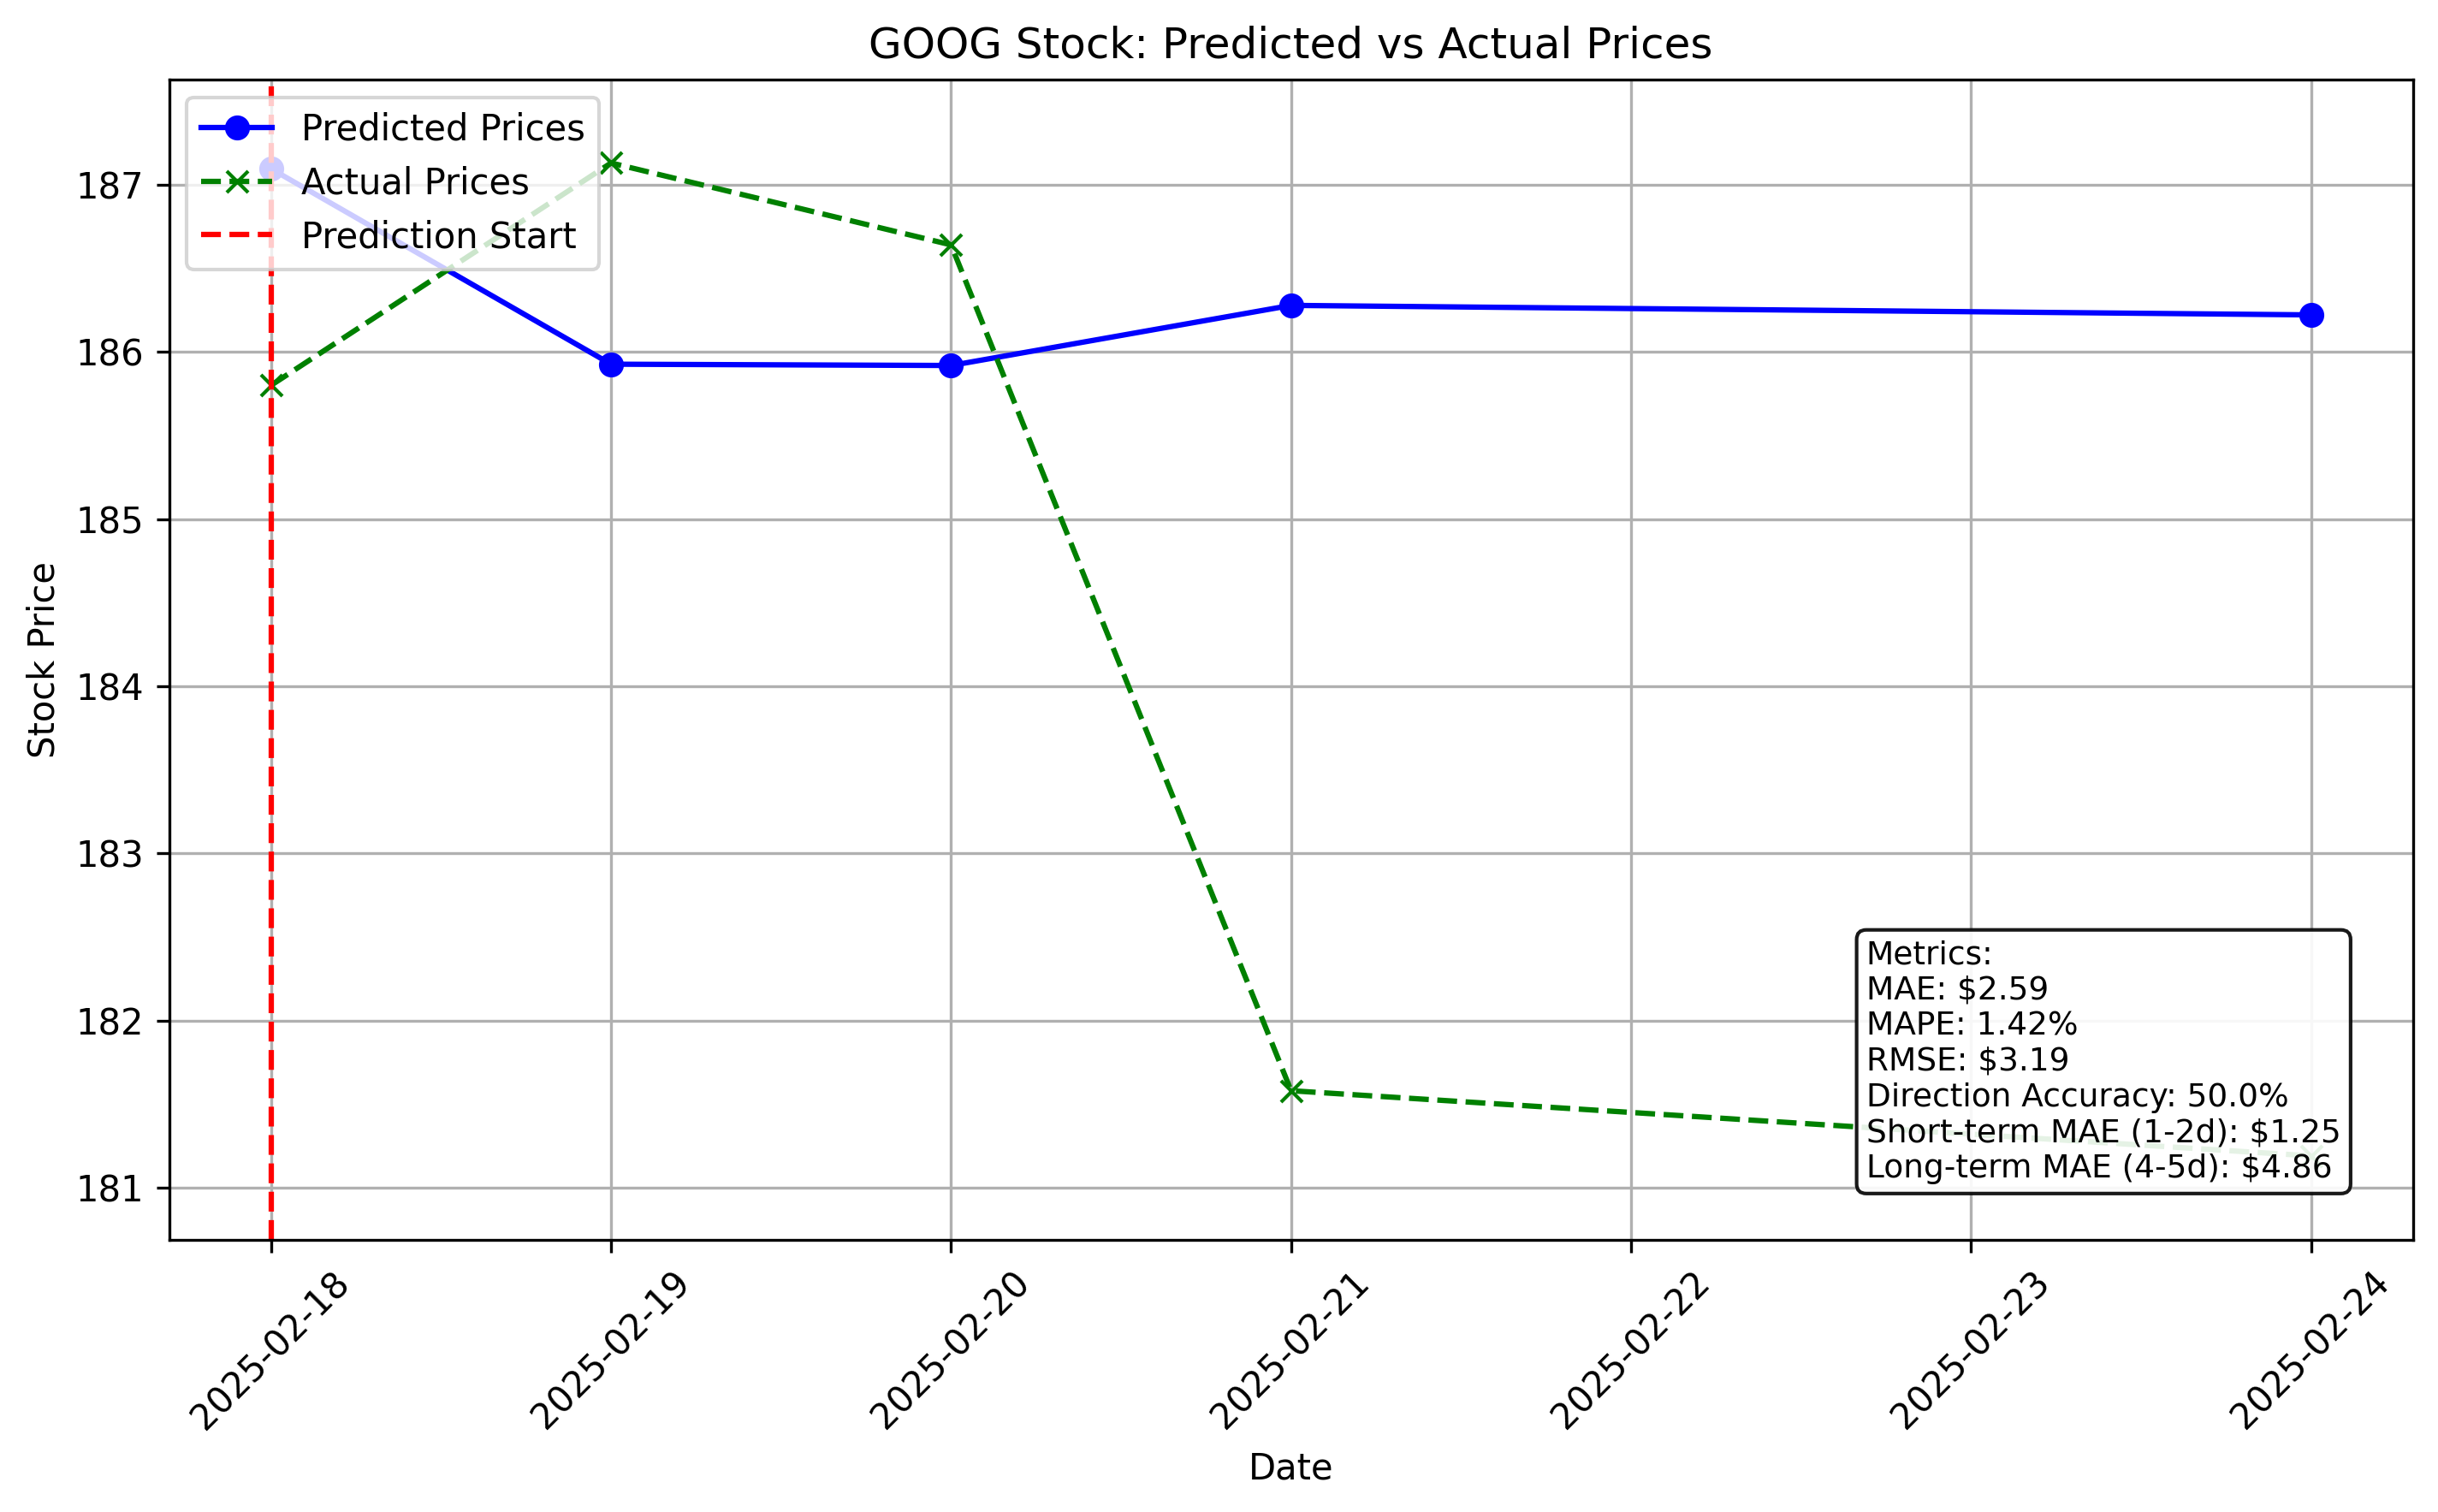 GOOG Stock: Predicted vs Actual Prices
Predicted Prices
Actual Prices
Prediction Start
187
186
185
184
183
182
181
Stock Price
Metrics:
MAE: $2.59
MAPE: 1.42%
RMSE: $3.19
Direction Accuracy: 50.0%
Short-term MAE (1-2d): $1.25
Long-term MAE (4-5d): $4.86
2025-02-18
2025-02-19
2025-02-20
2025-02-21
2025-02-22
2025-02-23
2025-02-24
Date